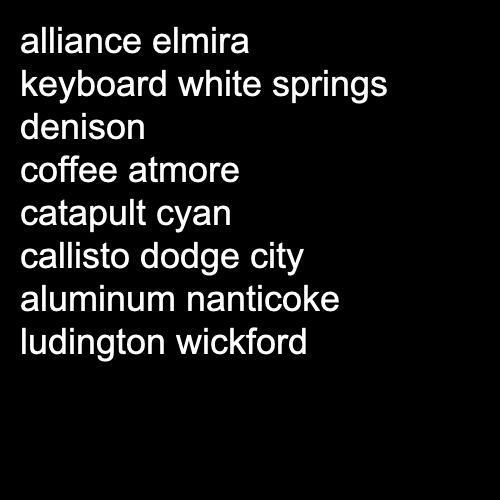 alliance elmira
keyboard white springs
denison
coffee atmore
catapult cyan
callisto dodge city
aluminum nanticoke
ludington wickford